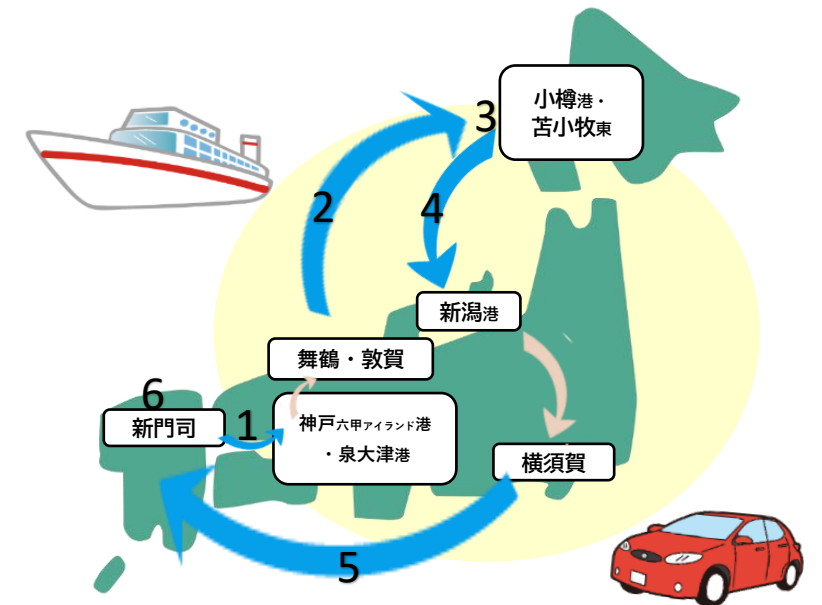 小樽港・
苫小牧東
3
2
4
新潟港
舞鶴・敦賀
6
新門司
1
神戸六甲アイランド港
・泉大津港
横須賀
5